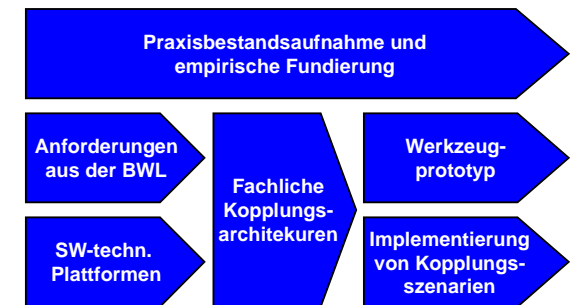 Praxisbestandsaufnahme und
empirische Fundierung
Anforderungen
aus der BWL
SW-techn.
Plattformen
Fachliche
Kopplungs-
architekuren
Werkzeug-
prototyp
Implementierung
von Kopplungs-
szenarien